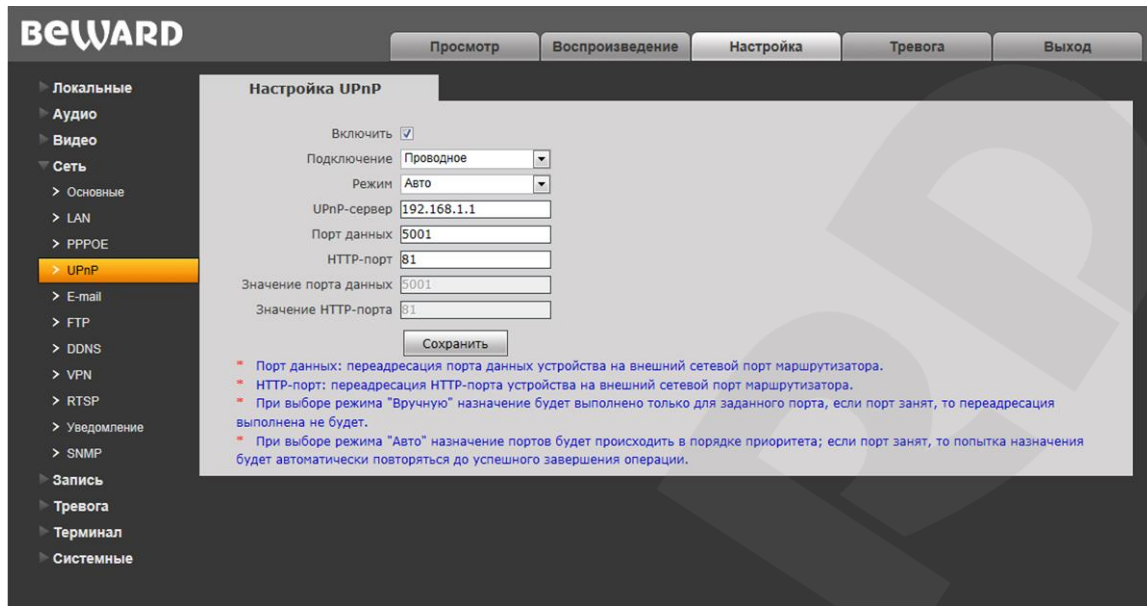 BEWARD
Просмотр
Воспроизведение
Настройка
Тревога
Выход
Локальные
Аудио
Видео
Сеть
Основные
LAN
PPPOE
UPnP
E-mail
FTP
DDNS
VPN
RTSP
Уведомление
SNMP
Запись
Тревога
Терминал
Системные
Настройка UPnP
Включить
Подключение Проводное
Режим Авто
UPnP-сервер 192.168.1.1
Порт данных 5001
HTTP-порт 81
Значение порта данных 5001
Значение HTTP-порта 81
Сохранить
* Порт данных: переадресация порта данных устройства на внешний сетевой порт маршрутизатора.
* HTTP-порт: переадресация HTTP-порта устройства на внешний сетевой порт маршрутизатора.
* При выборе режима "Вручную" назначение будет выполнено только для заданного порта, если порт занят, то переадресация
выполнена не будет.
* При выборе режима "Авто" назначение портов будет происходить в порядке приоритета; если порт занят, то попытка назначения
будет автоматически повторяться до успешного завершения операции.